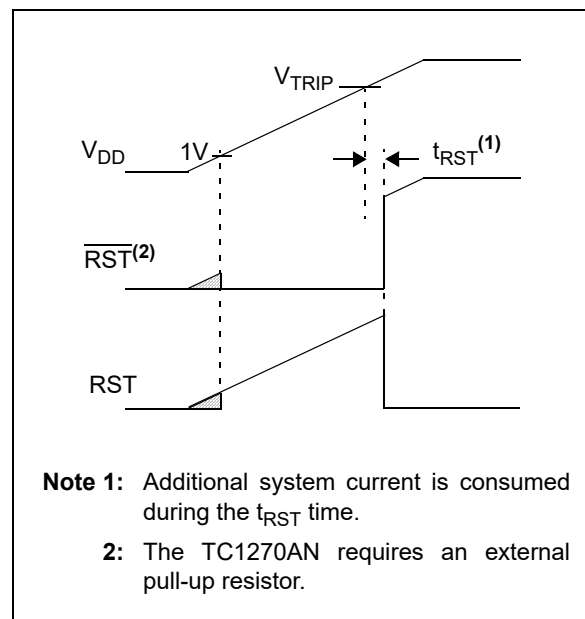 V_TRIP
V_DD
1V
t_RST(1)
RST(2)
RST
Note 1: Additional system current is consumed
during the t_RST time.
2: The TC1270AN requires an external
pull-up resistor.